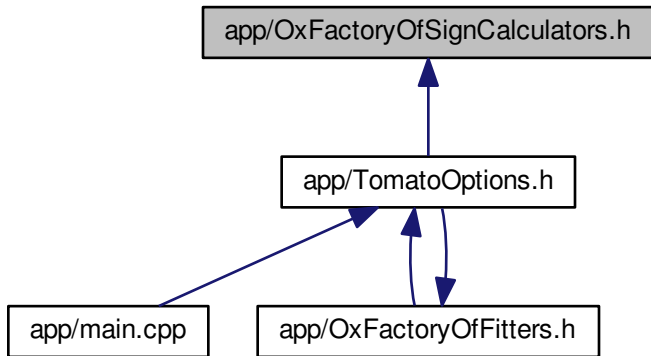 app/OxFactoryOfSignCalculators.h
app/TomatoOptions.h
app/main.cpp
app/OxFactoryOfFitters.h